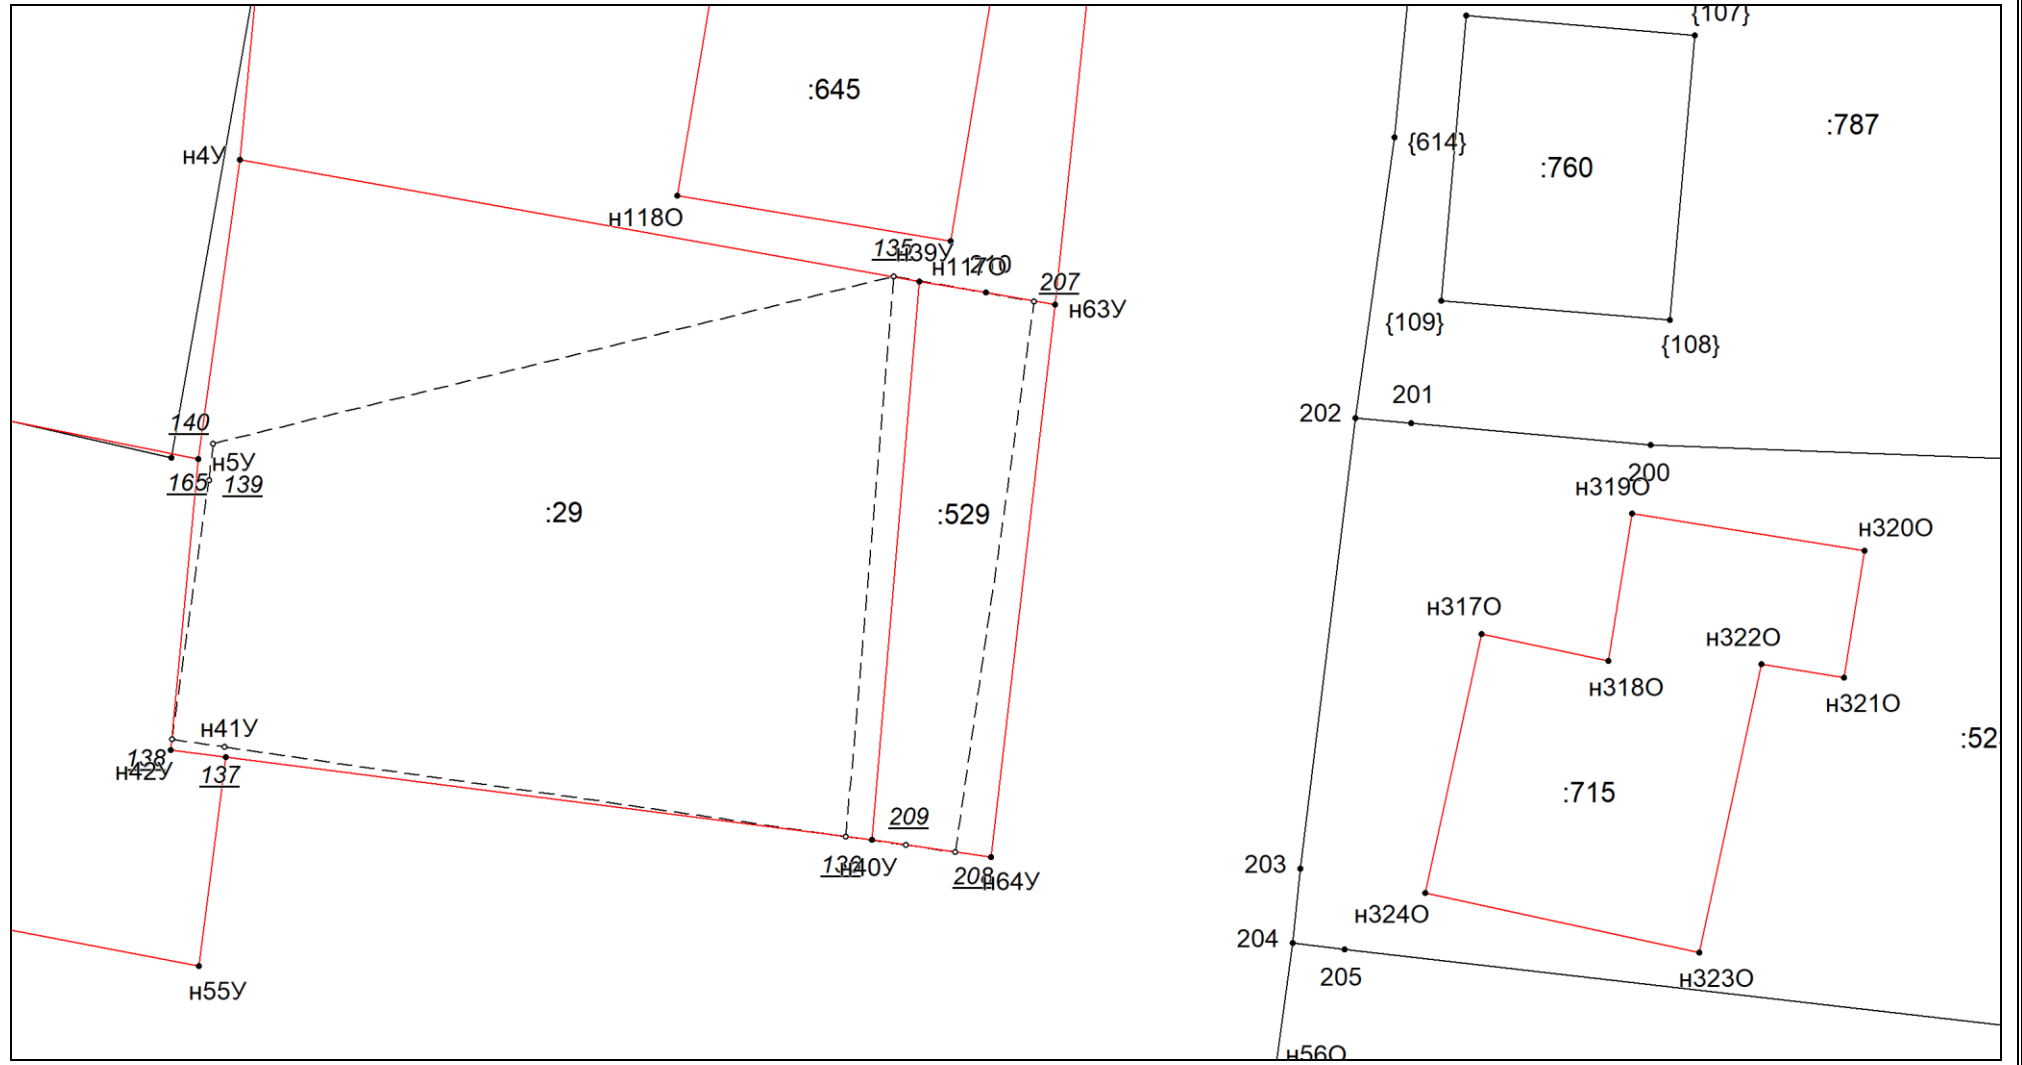 {107}
:645
:787
{614}
н4У
:760
н118О
135
н39У
н117О
210
207
н63У
{109}
{108}
201
202
140
н5У
200
165
139
н319О
:29
:529
н320О
н317О
н322О
н318О
н321О
н41У
:52
138
н42У
137
:715
209
203
136
н40У
208
н64У
н324О
204
205
н323О
н55У
н56О